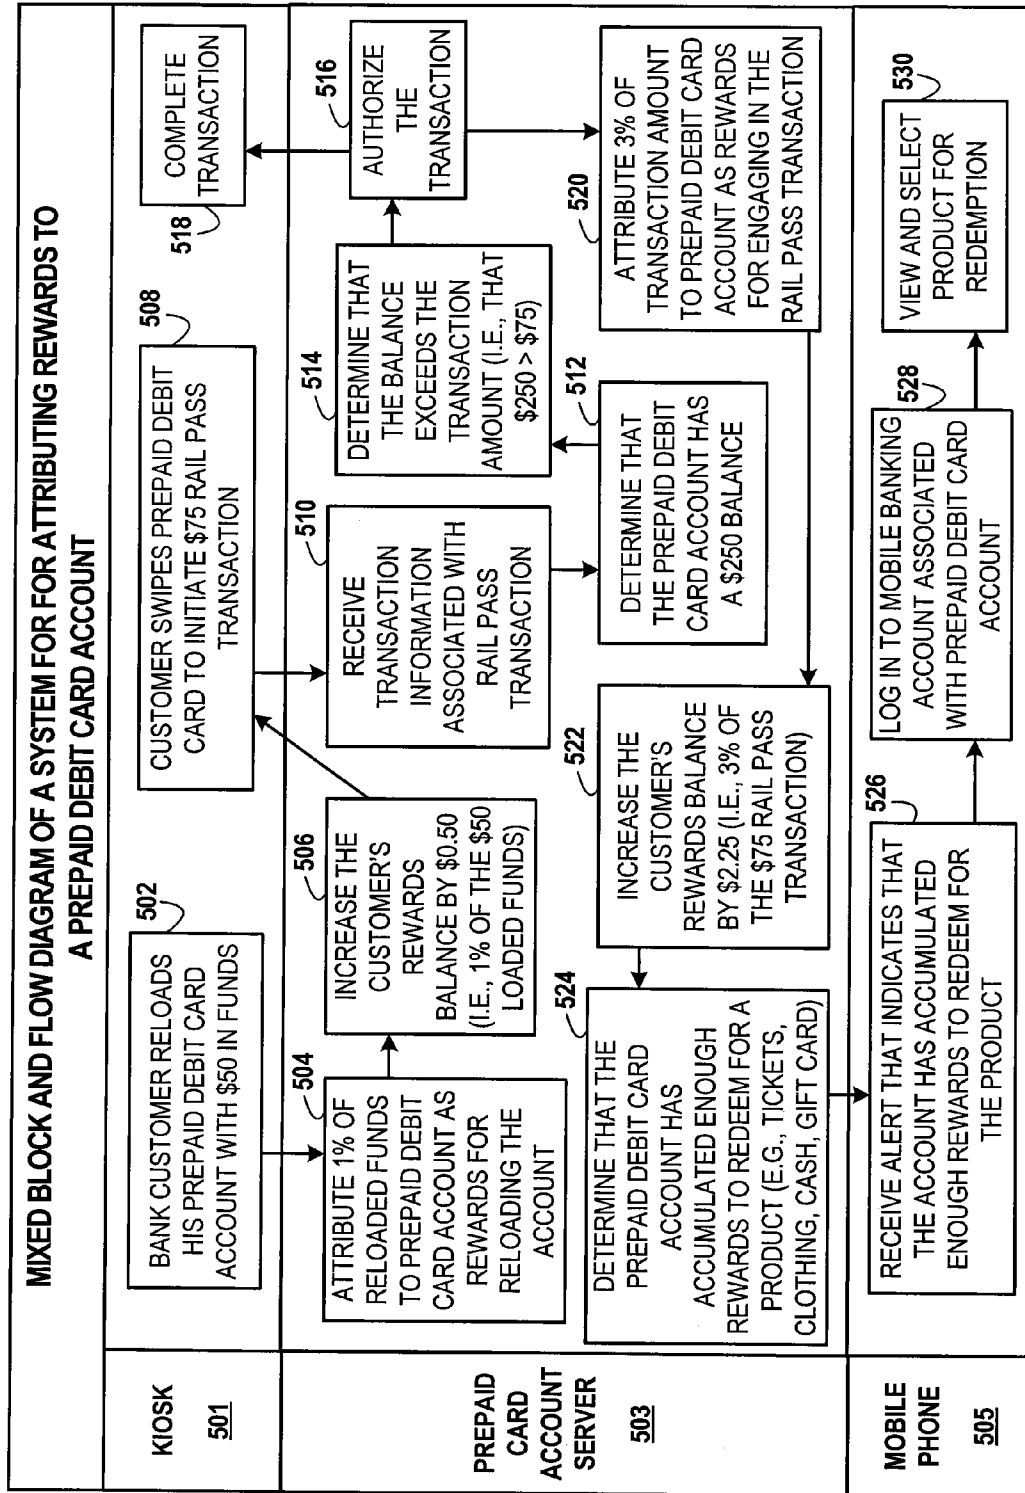 MIXED BLOCK AND FLOW DIAGRAM OF A SYSTEM FOR FOR ATTRIBUTING REWARDS TO
A PREPAID DEBIT CARD ACCOUNT
KIOSK
501
502
BANK CUSTOMER RELOADS
HIS PREPAID DEBIT CARD
ACCOUNT WITH $50 IN FUNDS
508
CUSTOMER SWIPES PREPAID DEBIT
CARD TO INITIATE $75 RAIL PASS
TRANSACTION
518
COMPLETE
TRANSACTION
PREPAID
CARD
ACCOUNT
SERVER
503
504
ATTRIBUTE 1% OF
RELOADED FUNDS
TO PREPAID DEBIT
CARD ACCOUNT AS
REWARDS FOR
RELOADING THE
ACCOUNT
506
INCREASE THE
CUSTOMER'S
REWARDS
BALANCE BY $0.50
(I.E., 1% OF THE $50
LOADED FUNDS)
510
RECEIVE
TRANSACTION
INFORMATION
ASSOCIATED WITH
RAIL PASS
TRANSACTION
512
DETERMINE THAT
THE PREPAID DEBIT
CARD ACCOUNT HAS
A $250 BALANCE
514
DETERMINE THAT
THE BALANCE
EXCEEDS THE
TRANSACTION
AMOUNT (I.E., THAT
$250 > $75)
516
AUTHORIZE
THE
TRANSACTION
520
ATTRIBUTE 3% OF
TRANSACTION AMOUNT
TO PREPAID DEBIT CARD
ACCOUNT AS REWARDS
FOR ENGAGING IN THE
RAIL PASS TRANSACTION
522
INCREASE THE
CUSTOMER'S
REWARDS BALANCE
BY $2.25 (I.E., 3% OF
THE $75 RAIL PASS
TRANSACTION)
524
DETERMINE THAT THE
PREPAID DEBIT CARD
ACCOUNT HAS
ACCUMULATED ENOUGH
REWARDS TO REDEEM FOR A
PRODUCT (E.G., TICKETS,
CLOTHING, CASH, GIFT CARD)
MOBILE
PHONE
505
526
RECEIVE ALERT THAT INDICATES THAT
THE ACCOUNT HAS ACCUMULATED
ENOUGH REWARDS TO REDEEM FOR
THE PRODUCT
528
LOG IN TO MOBILE BANKING
ACCOUNT ASSOCIATED
WITH PREPAID DEBIT CARD
ACCOUNT
530
VIEW AND SELECT
PRODUCT FOR
REDEMPTION